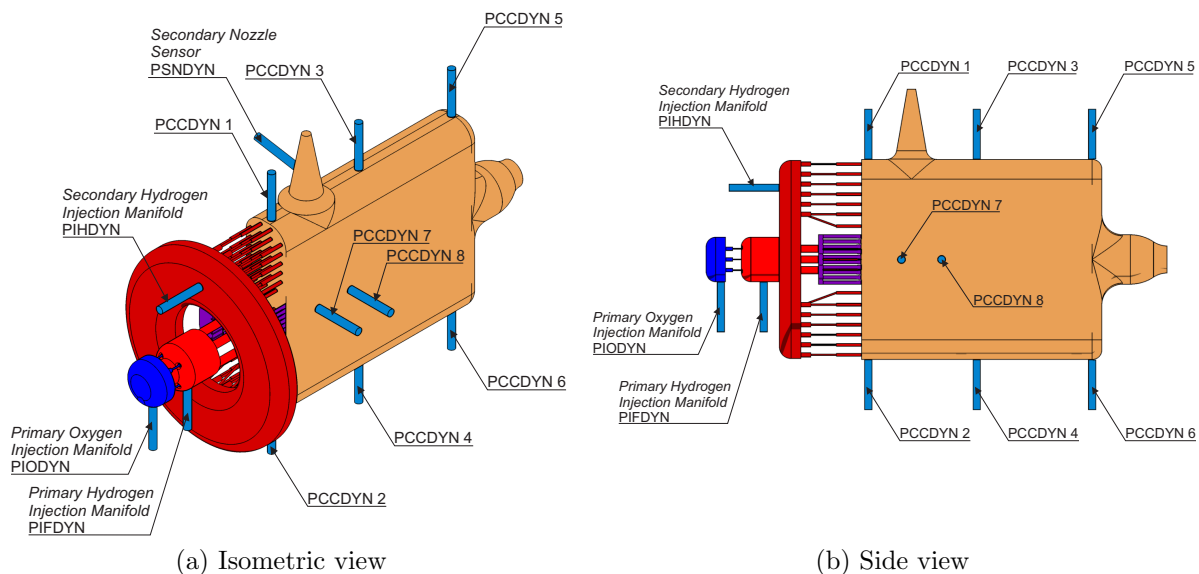 PCCDYN 5
Secondary Nozzle
Sensor
PSNDYN
PCCDYN 3
PCCDYN 1
Secondary Hydrogen
Injection Manifold
PIHDYN
PCCDYN 7
PCCDYN 8
PCCDYN 6
PCCDYN 4
Primary Oxygen
Injection Manifold
PIODYN
PCCDYN 2
Primary Hydrogen
Injection Manifold
PIFDYN
(a) Isometric view
PCCDYN 1
PCCDYN 3
PCCDYN 5
Secondary Hydrogen
Injection Manifold
PIHDYN
PCCDYN 7
PCCDYN 8
Primary Oxygen
Injection Manifold
PIODYN
Primary Hydrogen
Injection Manifold
PIFDYN
PCCDYN 2
PCCDYN 4
PCCDYN 6
(b) Side view